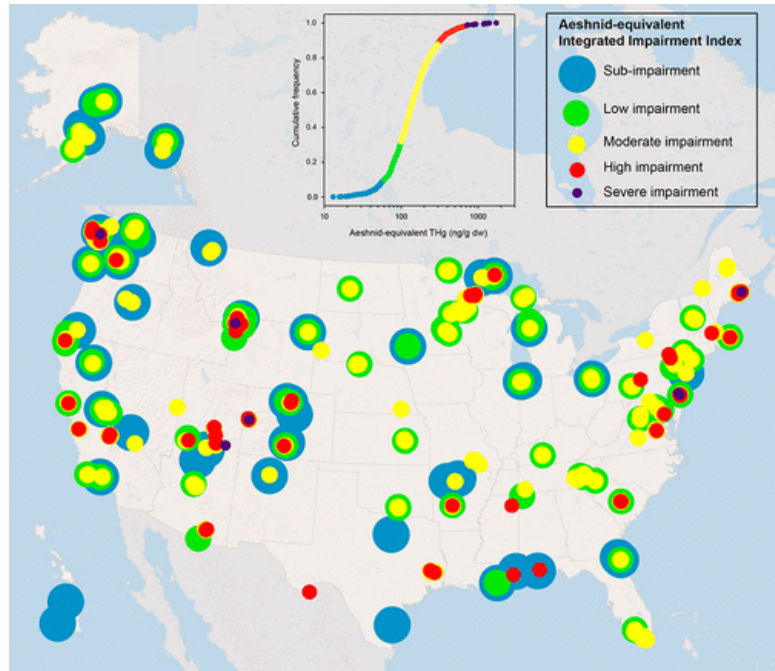 Aeshnid-equivalent
Integrated Impairment Index
Sub-impairment
Low impairment
Moderate impairment
High impairment
Severe impairment
Cumulative frequency
1.0
0.8
0.6
0.4
0.2
0.0
10
100
1000
Aeshnid-equivalent THg (ng/g dw)